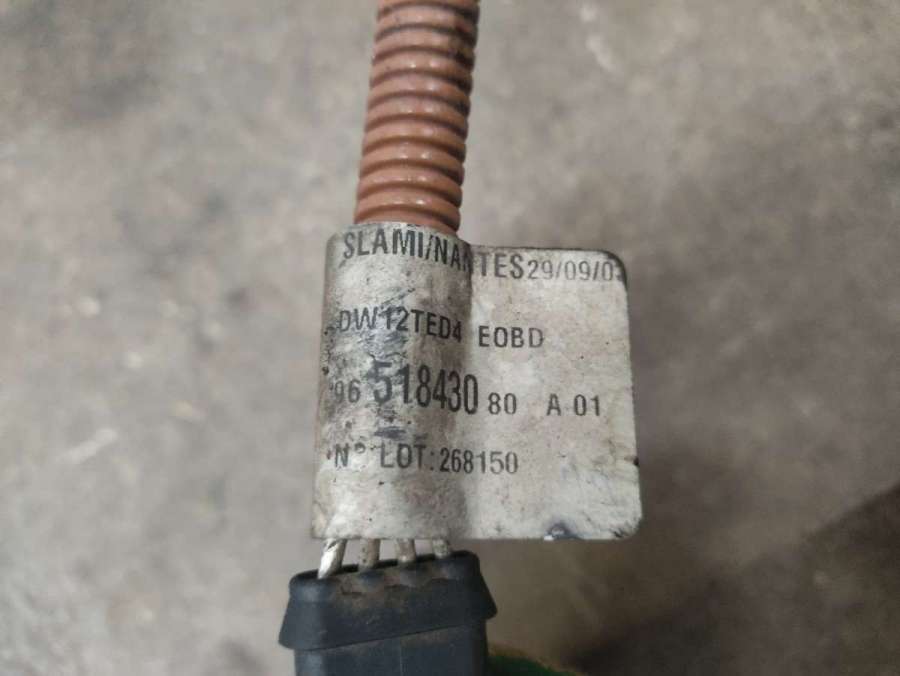 SLAMI/NANTES 29/09/0
DW12TED4 EOBD
96 518430 80 A 01
N° LOT: 268150